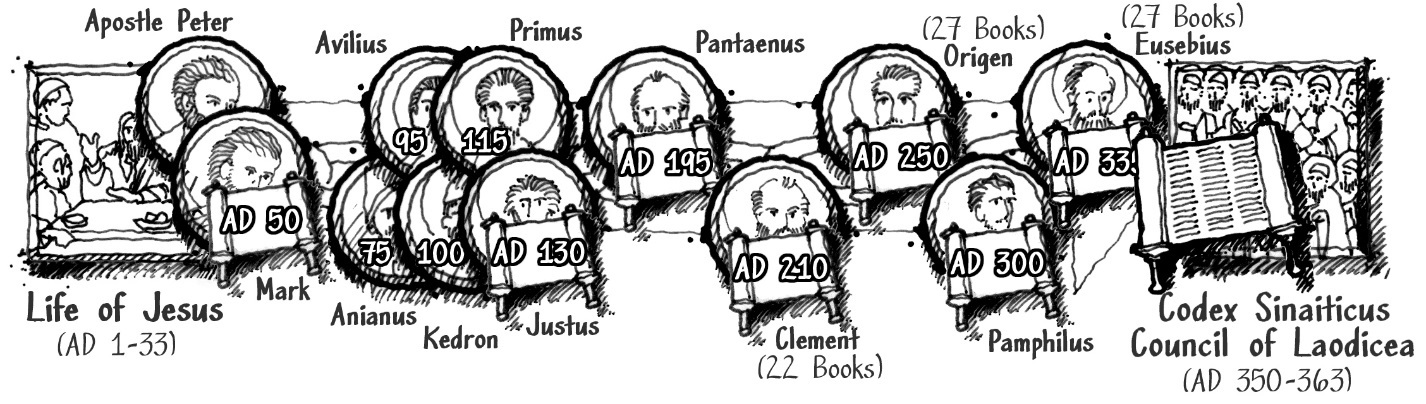 Apostle Peter
Avilius
Primus
Pantaenus
(27 Books)
Origen
(27 Books)
Eusebius
95
115
AD 195
AD 250
AD 335
AD 50
75
100
AD 130
AD 210
AD 300
Mark
Anianus
Kedron
Justus
Clement
(22 Books)
Pamphilus
Life of Jesus
(AD 1-33)
Codex Sinaiticus
Council of Laodicea
(AD 350-363)